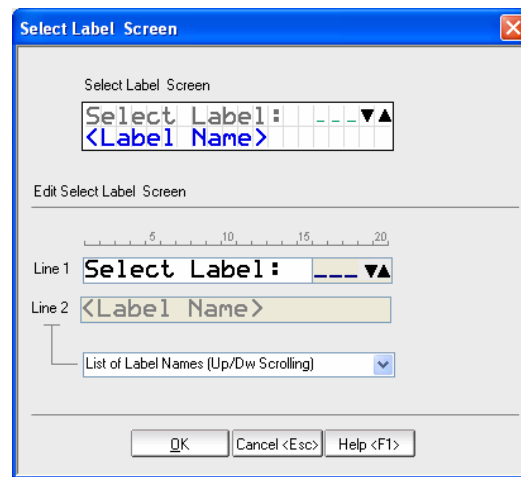 Select Label Screen
Select Label Screen
Select Label: _ _ _▼▲
<Label Name>
Edit Select Label Screen
5 10 15 20
Line 1 Select Label: _ _ _ ▼▲
Line 2 <Label Name>
List of Label Names (Up/Dw Scrolling)
OK Cancel <Esc> Help <F1>